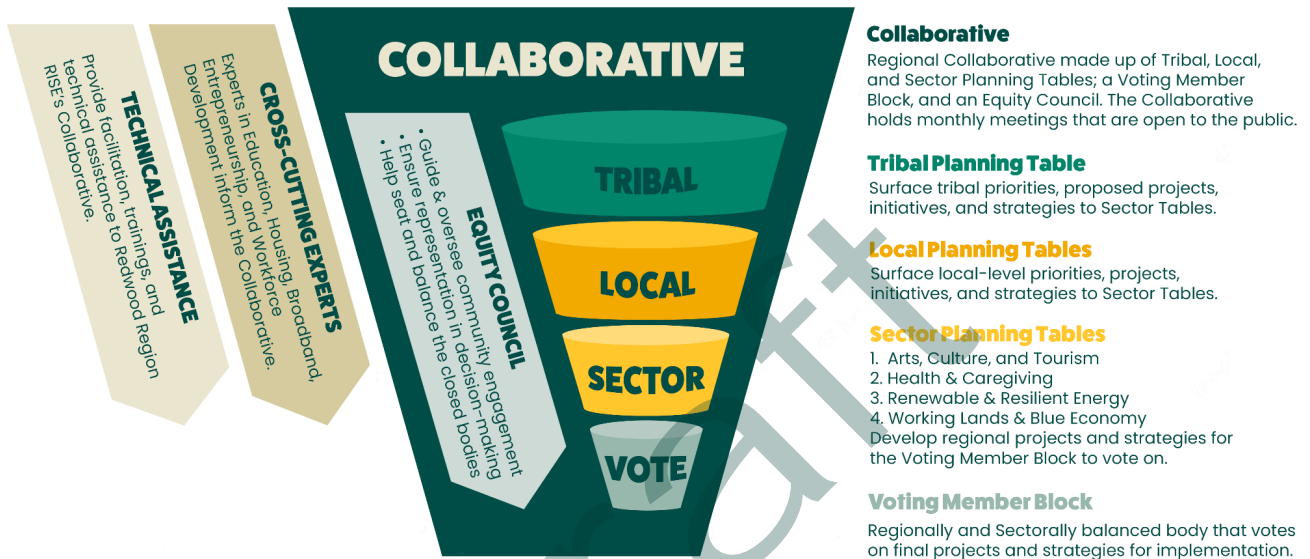 COLLABORATIVE
TECHNICAL ASSISTANCE
Provide facilitation, trainings, and
technical assistance to Redwood Region
RISE's Collaborative.
CROSS-CUTTING EXPERTS
Experts in Education, Housing, Broadband,
Entrepreneurship, and Workforce
Development inform the Collaborative.
EQUITY COUNCIL
• Guide & oversee community engagement
• Ensure representation in decision-making
• Help seat and balance the closed bodies
TRIBAL
LOCAL
SECTOR
VOTE
Collaborative
Regional Collaborative made up of Tribal, Local,
and Sector Planning Tables; a Voting Member
Block, and an Equity Council. The Collaborative
holds monthly meetings that are open to the public.
Tribal Planning Table
Surface tribal priorities, proposed projects,
initiatives, and strategies to Sector Tables.
Local Planning Tables
Surface local-level priorities, projects,
initiatives, and strategies to Sector Tables.
Sector Planning Tables
1. Arts, Culture, and Tourism
2. Health & Caregiving
3. Renewable & Resilient Energy
4. Working Lands & Blue Economy
Develop regional projects and strategies for
the Voting Member Block to vote on.
Voting Member Block
Regionally and Sectorally balanced body that votes
on final projects and strategies for implementation.